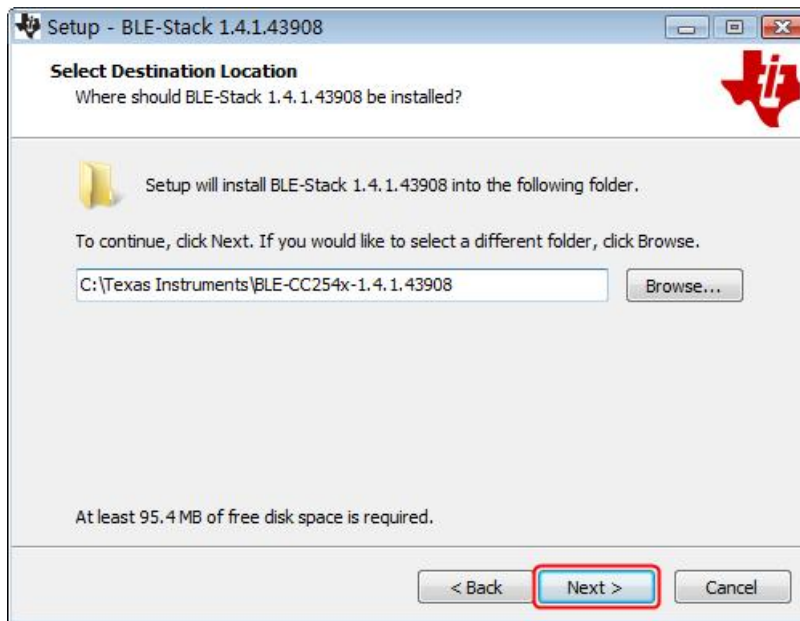 Setup - BLE-Stack 1.4.1.43908
Select Destination Location
Where should BLE-Stack 1.4.1.43908 be installed?
Setup will install BLE-Stack 1.4.1.43908 into the following folder.
To continue, click Next. If you would like to select a different folder, click Browse.
C:\Texas Instruments\BLE-CC254x-1.4.1.43908
Browse...
At least 95.4 MB of free disk space is required.
< Back Next > Cancel